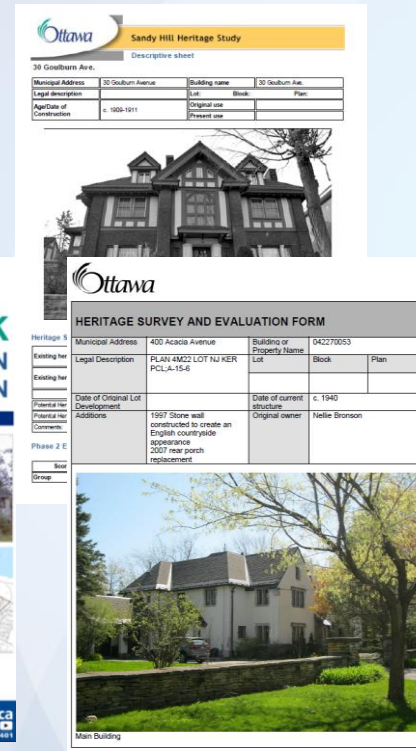 Ottawa
Sandy Hill Heritage Study
Descriptive sheet
30 Goulburn Ave.
Municipal Address 30 Goulburn Avenue Building name 30 Goulburn Ave.
Legal description Lot: Block: Plan:
Age/Date of Construction c. 1909-1911 Original use
Present use
Heritage S
Existing her
Existing her
Potential Her
Potential Her
Comments:
Phase 2 E
Scor
Group
K
N
N
ca
401
Ottawa
HERITAGE SURVEY AND EVALUATION FORM
Municipal Address 400 Acacia Avenue Building or Property Name 042270053
Legal Description PLAN 4M22 LOT NJ KER PCL;A-15-6 Lot Block Plan
Date of Original Lot Development Date of current structure c. 1940
Additions 1997 Stone wall constructed to create an English countryside appearance 2007 rear porch replacement Original owner Nellie Bronson
Main Building